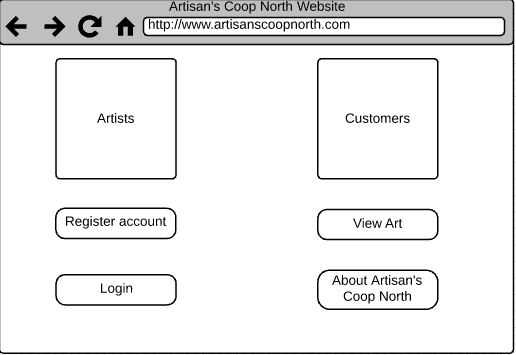 Artisan's Coop North Website
http://www.artisanscoopnorth.com
Artists
Customers
Register account
View Art
Login
About Artisan's
Coop North